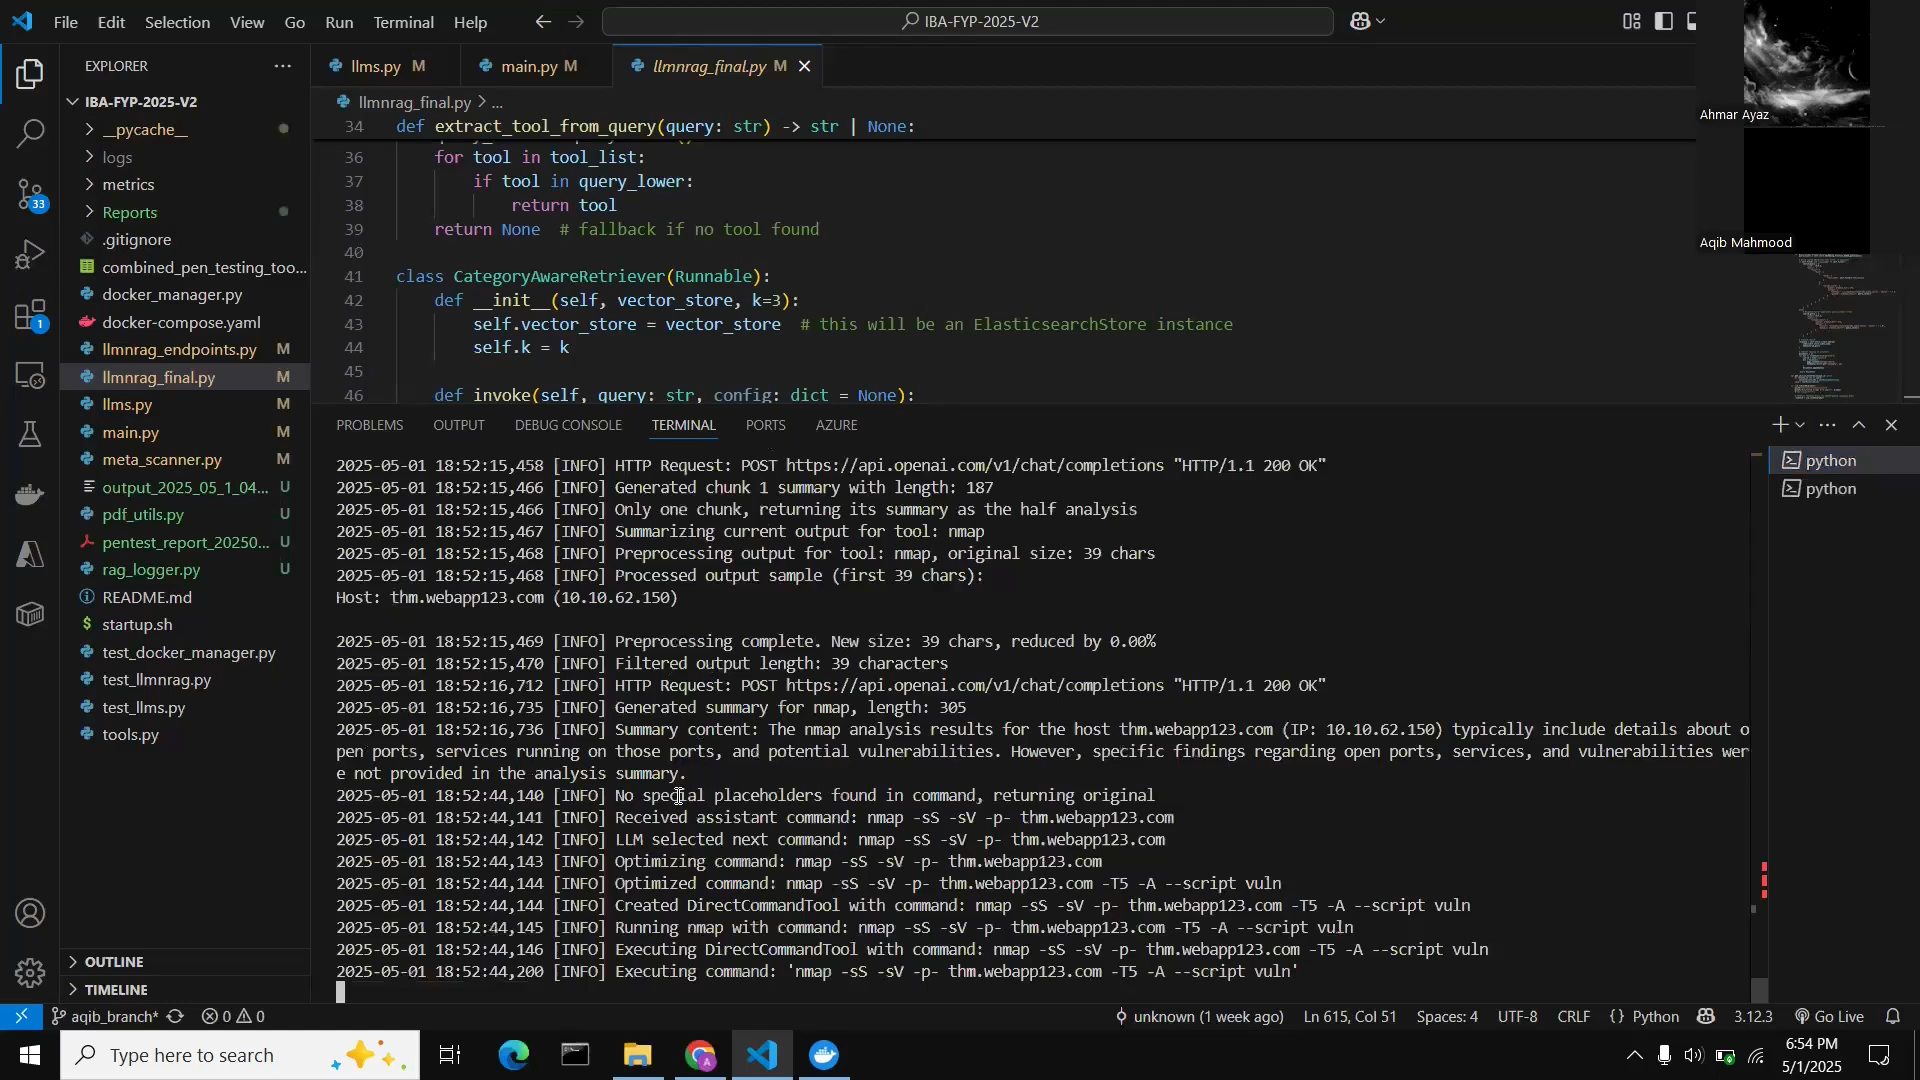 File Edit Selection View Go Run Terminal Help
IBA-FYP-2025-V2
EXPLORER
IBA-FYP-2025-V2
__pycache__
logs
metrics
Reports
.gitignore
combined_pen_testing_too...
docker_manager.py
docker-compose.yaml
llmnrag_endpoints.py M
llmnrag_final.py M
llms.py M
main.py M
meta_scanner.py M
output_2025_05_1_04... U
pdf_utils.py U
pentest_report_20250... U
rag_logger.py U
README.md
startup.sh
test_docker_manager.py
test_llmnrag.py
test_llms.py
tools.py
OUTLINE
TIMELINE
33
1
llms.py M
main.py M
llmnrag_final.py M
llmnrag_final.py > ...
34 def extract_tool_from_query(query: str) -> str | None:
36 for tool in tool_list:
37 if tool in query_lower:
38 return tool
39 return None # fallback if no tool found
40
41 class CategoryAwareRetriever(Runnable):
42 def __init__(self, vector_store, k=3):
43 self.vector_store = vector_store # this will be an ElasticsearchStore instance
44 self.k = k
45
46 def invoke(self, query: str, config: dict = None):
Ahmar Ayaz
Aqib Mahmood
PROBLEMS OUTPUT DEBUG CONSOLE TERMINAL PORTS AZURE
python
python
2025-05-01 18:52:15,458 [INFO] HTTP Request: POST https://api.openai.com/v1/chat/completions "HTTP/1.1 200 OK"
2025-05-01 18:52:15,466 [INFO] Generated chunk 1 summary with length: 187
2025-05-01 18:52:15,466 [INFO] Only one chunk, returning its summary as the half analysis
2025-05-01 18:52:15,467 [INFO] Summarizing current output for tool: nmap
2025-05-01 18:52:15,468 [INFO] Preprocessing output for tool: nmap, original size: 39 chars
2025-05-01 18:52:15,468 [INFO] Processed output sample (first 39 chars):
Host: thm.webapp123.com (10.10.62.150)
2025-05-01 18:52:15,469 [INFO] Preprocessing complete. New size: 39 chars, reduced by 0.00%
2025-05-01 18:52:15,470 [INFO] Filtered output length: 39 characters
2025-05-01 18:52:16,712 [INFO] HTTP Request: POST https://api.openai.com/v1/chat/completions "HTTP/1.1 200 OK"
2025-05-01 18:52:16,735 [INFO] Generated summary for nmap, length: 305
2025-05-01 18:52:16,736 [INFO] Summary content: The nmap analysis results for the host thm.webapp123.com (IP: 10.10.62.150) typically include details about o
pen ports, services running on those ports, and potential vulnerabilities. However, specific findings regarding open ports, services, and vulnerabilities wer
e not provided in the analysis summary.
2025-05-01 18:52:44,140 [INFO] No special placeholders found in command, returning original
2025-05-01 18:52:44,141 [INFO] Received assistant command: nmap -sS -sV -p- thm.webapp123.com
2025-05-01 18:52:44,142 [INFO] LLM selected next command: nmap -sS -sV -p- thm.webapp123.com
2025-05-01 18:52:44,143 [INFO] Optimizing command: nmap -sS -sV -p- thm.webapp123.com
2025-05-01 18:52:44,144 [INFO] Optimized command: nmap -sS -sV -p- thm.webapp123.com -T5 -A --script vuln
2025-05-01 18:52:44,144 [INFO] Created DirectCommandTool with command: nmap -sS -sV -p- thm.webapp123.com -T5 -A --script vuln
2025-05-01 18:52:44,145 [INFO] Running nmap with command: nmap -sS -sV -p- thm.webapp123.com -T5 -A --script vuln
2025-05-01 18:52:44,146 [INFO] Executing DirectCommandTool with command: nmap -sS -sV -p- thm.webapp123.com -T5 -A --script vuln
2025-05-01 18:52:44,200 [INFO] Executing command: 'nmap -sS -sV -p- thm.webapp123.com -T5 -A --script vuln'
aqib_branch* 0 0 unknown (1 week ago) Ln 615, Col 51 Spaces: 4 UTF-8 CRLF {} Python 3.12.3 Go Live
Type here to search
6:54 PM
5/1/2025